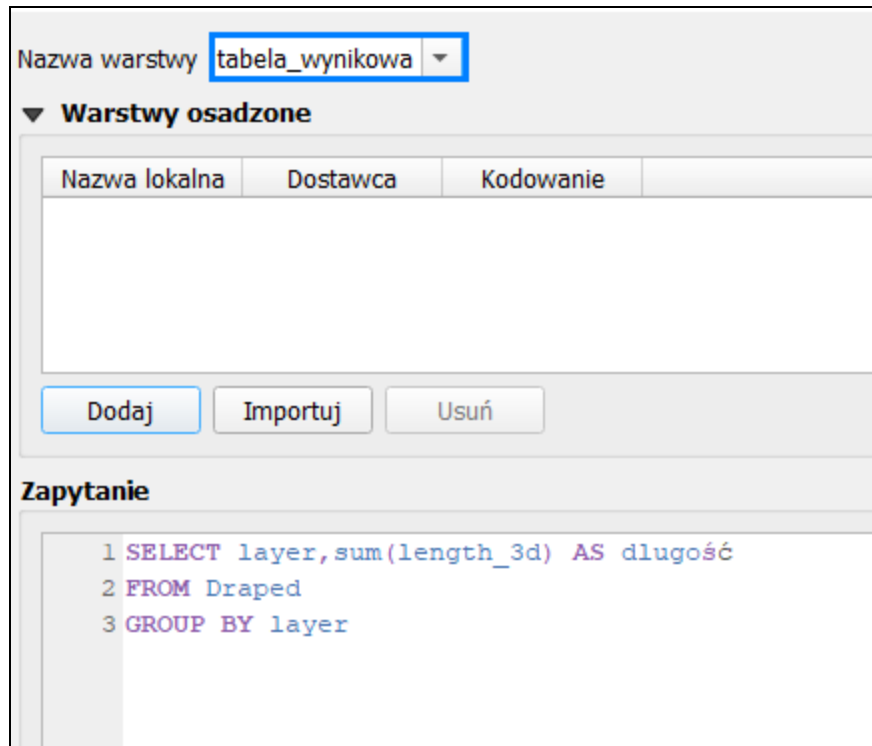 Nazwa warstwy tabela_wynikowa
Warstwy osadzone
Nazwa lokalna Dostawca Kodowanie
Dodaj Importuj Usuń
Zapytanie
1 SELECT layer,sum(length_3d) AS dlugość
2 FROM Draped
3 GROUP BY layer